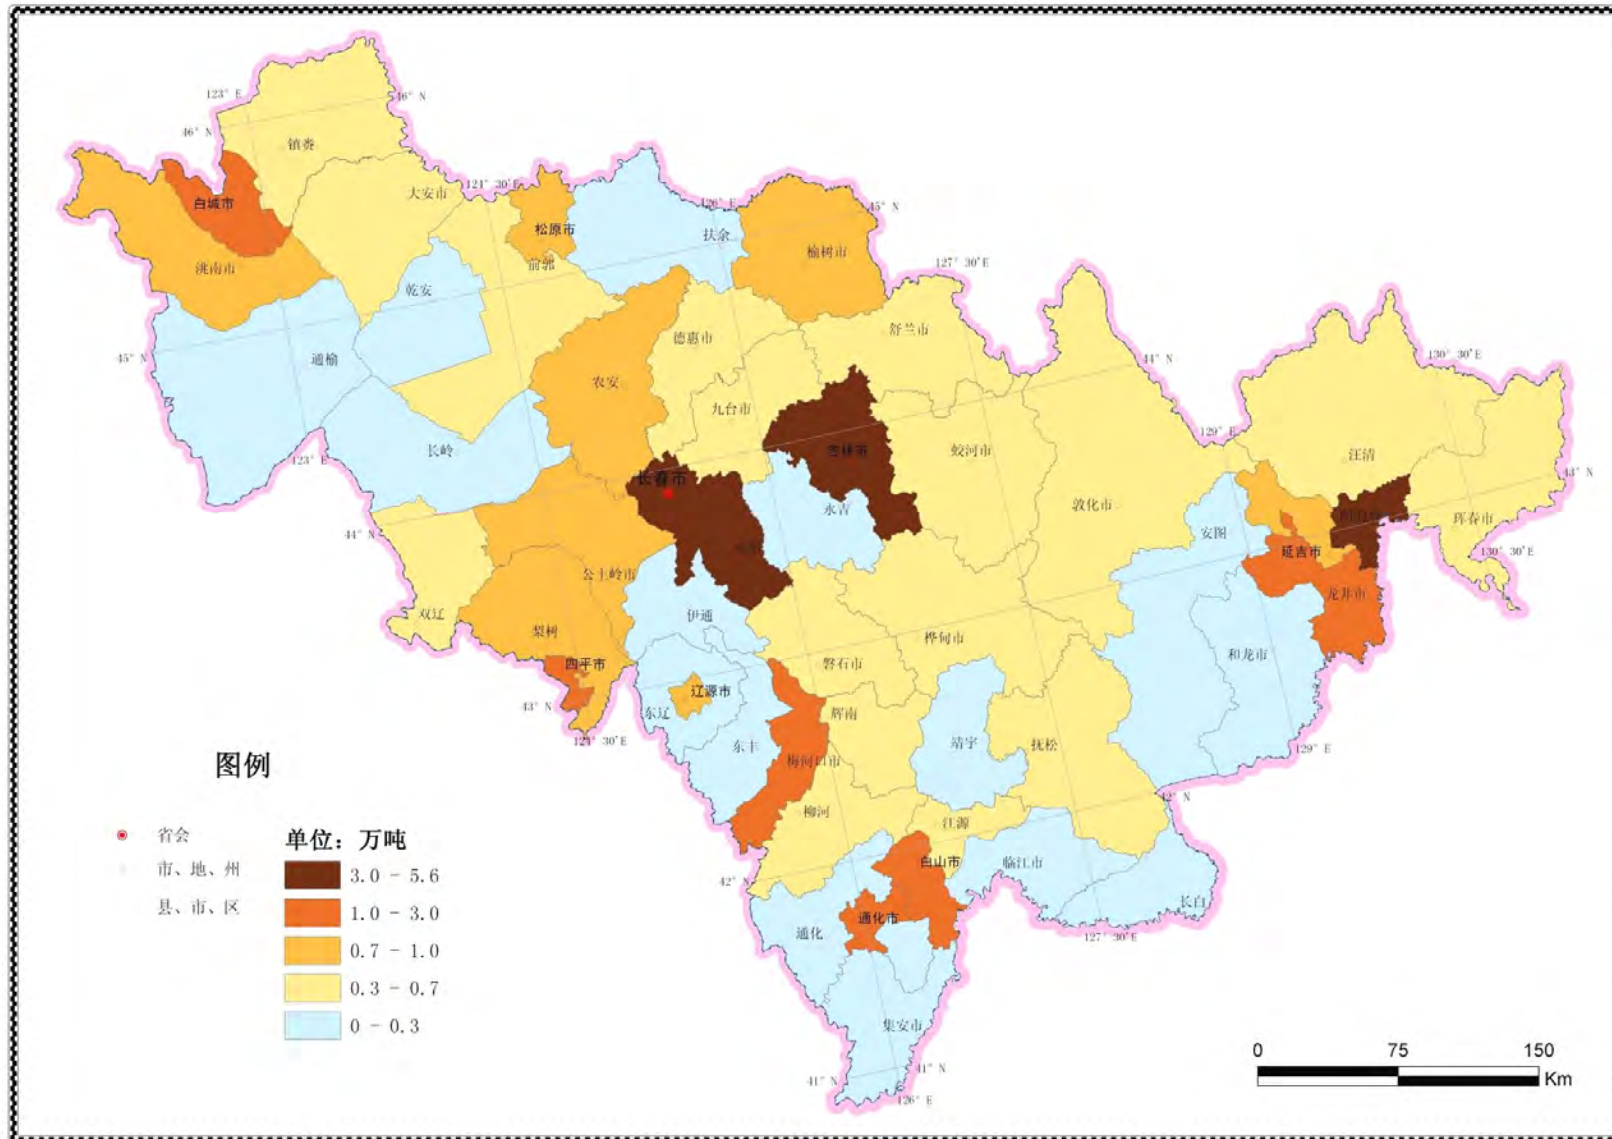 123° E
46° N
46° N
镇赉
大安市
124° 30′E
白城市
松原市
126° E
45° N
扶余
榆树市
洮南市
前郭
127° 30′E
乾安
德惠市
舒兰市
45° N
通榆
44° N
130° 30′E
农安
九台市
长岭
吉林市
蛟河市
129° E
汪清
123° E
长春市
43° N
敦化市
永吉
图们市
珲春市
44° N
安图
130° 30′E
延吉市
公主岭市
龙井市
双辽
伊通
梨树
桦甸市
和龙市
四平市
磐石市
辽源市
43° N
东辽
辉南
124° 30′E
东丰
靖宇
抚松
129° E
梅河口市
图例
42° N
柳河
江源
省会
单位：万吨
白山市
临江市
市、地、州
3.0 - 5.6
42° N
长白
县、市、区
1.0 - 3.0
通化市
通化
127° 30′E
0.7 - 1.0
0.3 - 0.7
0 - 0.3
集安市
0 75 150
Km
41° N
41° N
126° E